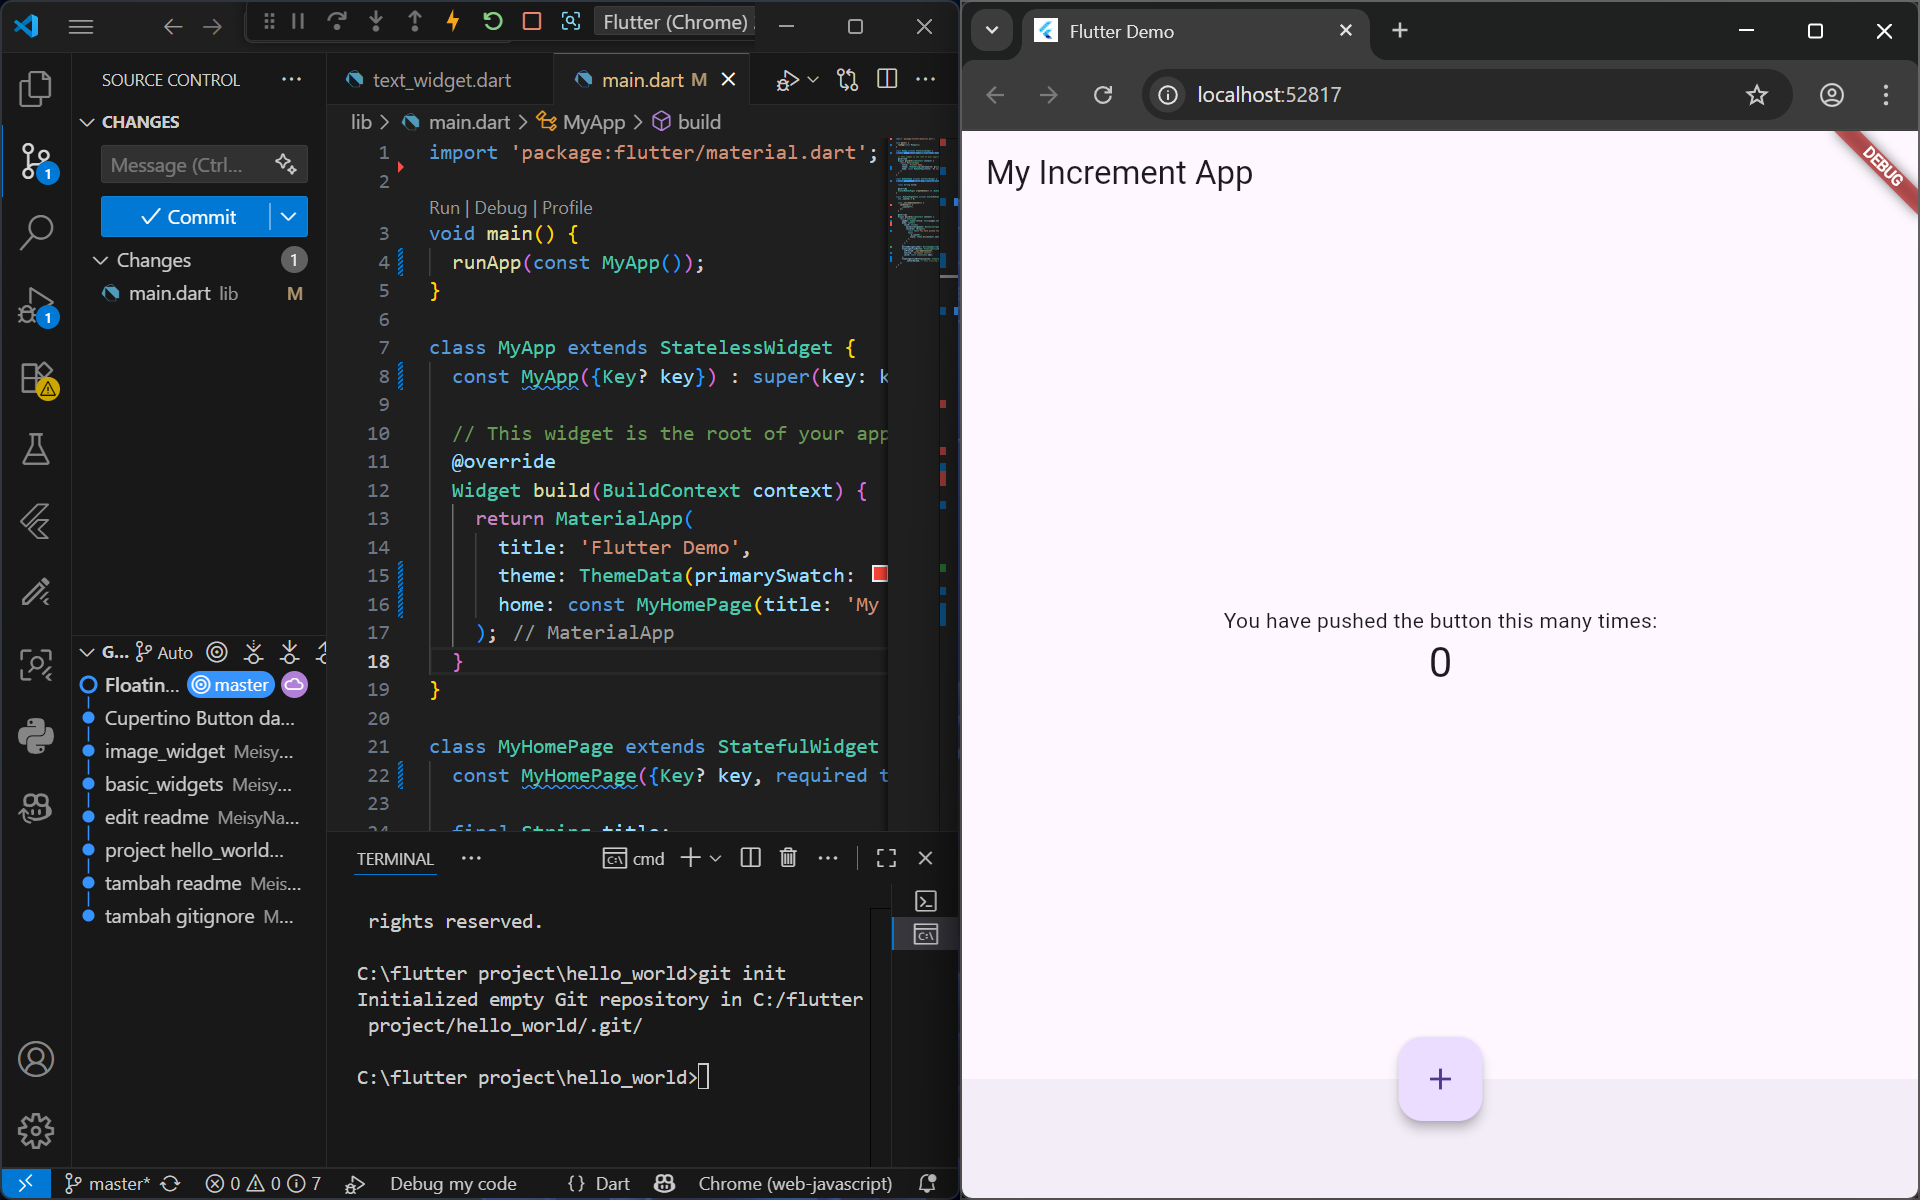 Flutter (Chrome)
SOURCE CONTROL
CHANGES
Message (Ctrl...
Commit
Changes 1
main.dart lib M
1
1
G... Auto
Floatin... master
Cupertino Button da...
image_widget Meisy...
basic_widgets Meisy...
edit readme MeisyNa...
project hello_world...
tambah readme Meis...
tambah gitignore M...
text_widget.dart
main.dart M
lib > main.dart > MyApp > build
1 import 'package:flutter/material.dart';
2
Run | Debug | Profile
3 void main() {
4 runApp(const MyApp());
5 }
6
7 class MyApp extends StatelessWidget {
8 const MyApp({Key? key}) : super(key: k
9
10 // This widget is the root of your app
11 @override
12 Widget build(BuildContext context) {
13 return MaterialApp(
14 title: 'Flutter Demo',
15 theme: ThemeData(primarySwatch:
16 home: const MyHomePage(title: 'My
17 ); // MaterialApp
18 }
19 }
20
21 class MyHomePage extends StatefulWidget
22 const MyHomePage({Key? key, required t
23
24 final String title;
TERMINAL
cmd
rights reserved.
C:\flutter project\hello_world>git init
Initialized empty Git repository in C:/flutter
project/hello_world/.git/
C:\flutter project\hello_world>
master* 0 0 7 Debug my code {} Dart Chrome (web-javascript)
Flutter Demo
localhost:52817
My Increment App
DEBUG
You have pushed the button this many times:
0
+